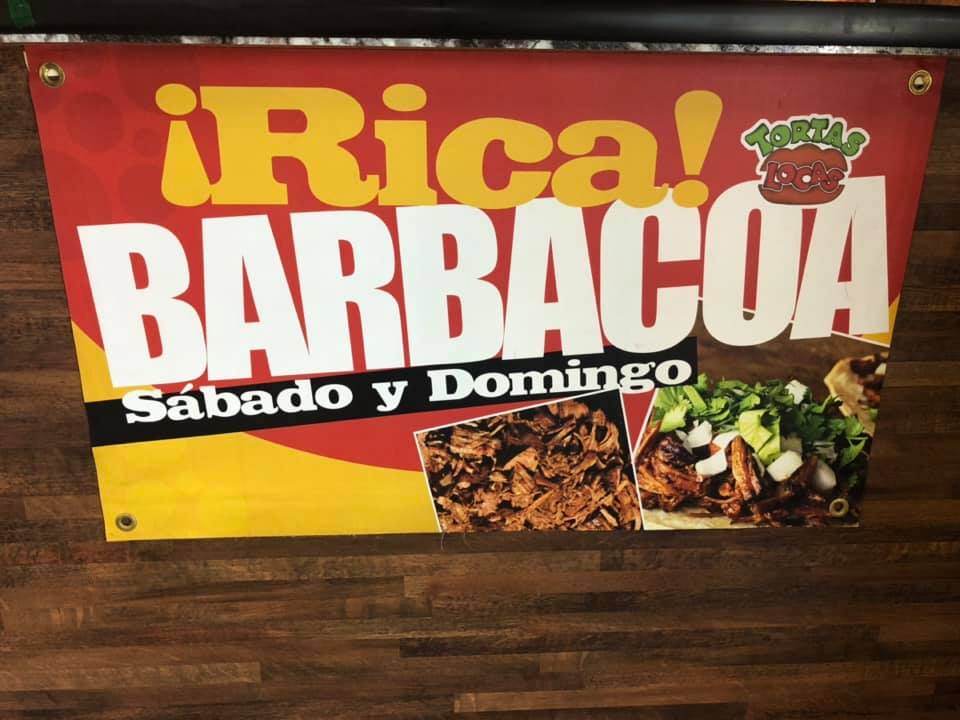 ¡Rica!
TORTAS
LOCAS
BARBACOA
Sábado y Domingo